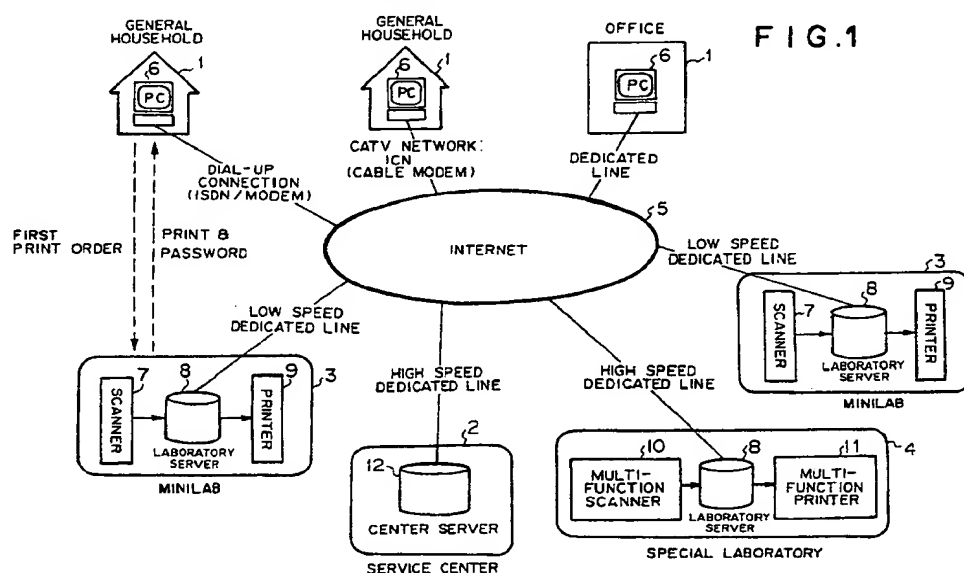 FIG.1
GENERAL
HOUSEHOLD
1
6
PC
GENERAL
HOUSEHOLD
1
6
PC
OFFICE
6
1
PC
DIAL-UP
CONNECTION
(ISDN/MODEM)
CATV NETWORK:
ICN
(CABLE MODEM)
DEDICATED
LINE
FIRST
PRINT ORDER
PRINT &
PASSWORD
5
INTERNET
LOW SPEED
DEDICATED LINE
LOW SPEED
DEDICATED LINE
HIGH SPEED
DEDICATED LINE
HIGH SPEED
DEDICATED LINE
7
8
9
3
SCANNER
LABORATORY
SERVER
PRINTER
MINILAB
3
7
8
9
SCANNER
LABORATORY
SERVER
PRINTER
MINILAB
2
12
CENTER SERVER
SERVICE CENTER
4
10
8
11
MULTI-
FUNCTION
SCANNER
LABORATORY
SERVER
MULTI-
FUNCTION
PRINTER
SPECIAL LABORATORY